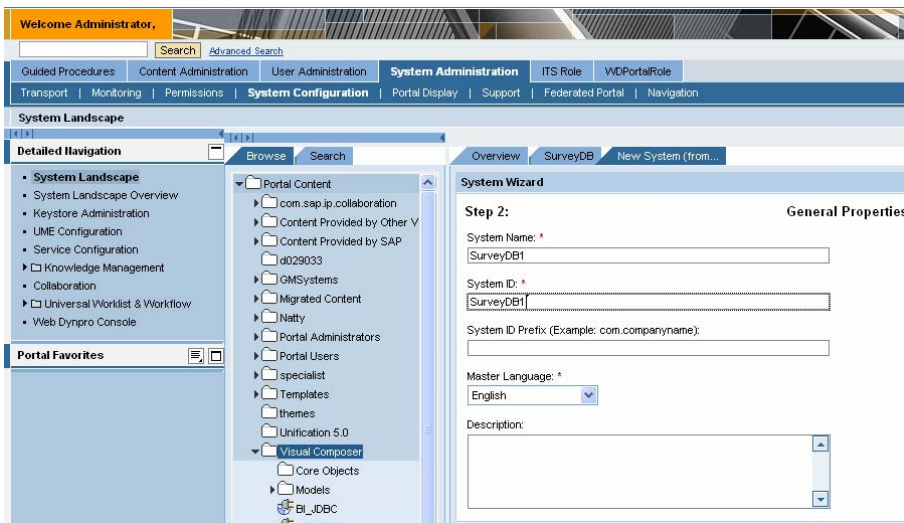 Welcome Administrator,
Search Advanced Search
Guided Procedures Content Administration User Administration System Administration ITS Role WDPortalRole
Transport | Monitoring | Permissions | System Configuration | Portal Display | Support | Federated Portal | Navigation
System Landscape
Detailed Navigation
System Landscape
System Landscape Overview
Keystore Administration
UME Configuration
Service Configuration
Knowledge Management
Collaboration
Universal Worklist & Workflow
Web Dynpro Console
Portal Favorites
Browse Search
Portal Content
com.sap.ip.collaboration
Content Provided by Other V
Content Provided by SAP
d029033
GMSystems
Migrated Content
Natty
Portal Administrators
Portal Users
specialist
Templates
themes
Unification 5.0
Visual Composer
Core Objects
Models
BI_JDBC
Overview SurveyDB New System (from...
System Wizard
Step 2: General Properties
System Name: *
SurveyDB1
System ID: *
SurveyDB1
System ID Prefix (Example: com.companyname):
Master Language: *
English
Description: